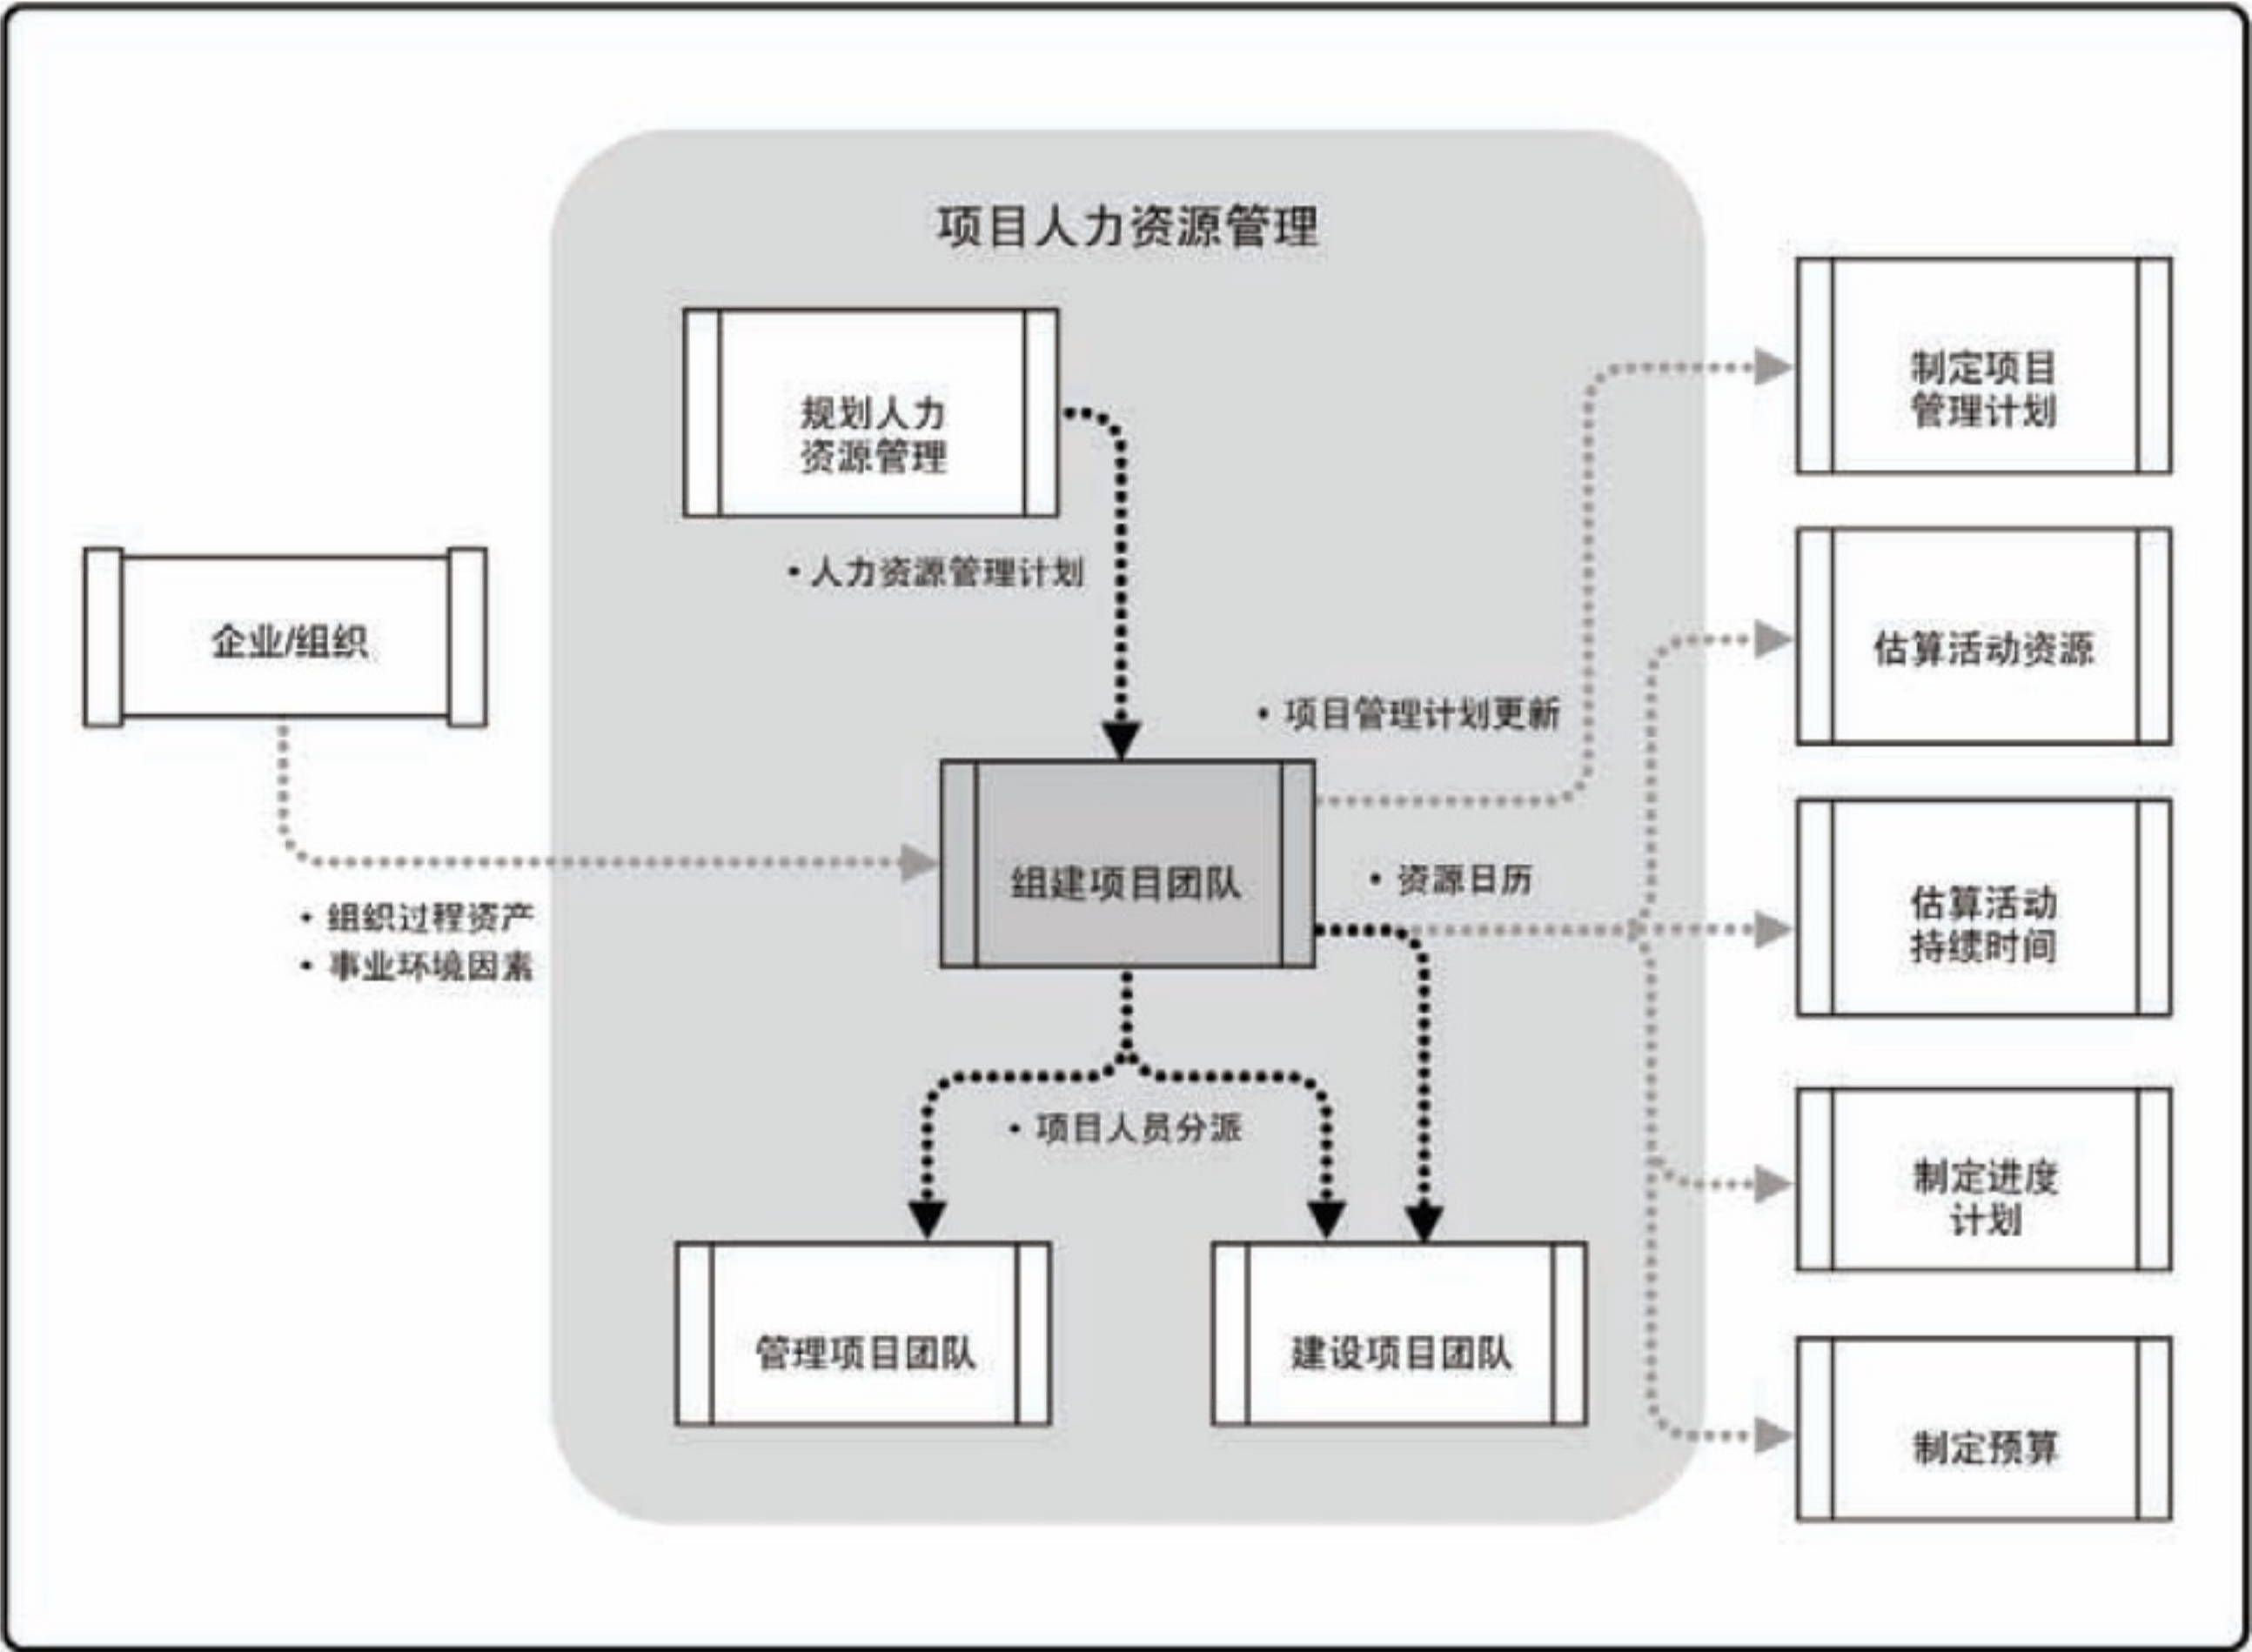 项目人力资源管理
规划人力
资源管理
• 人力资源管理计划
企业/组织
• 组织过程资产
• 事业环境因素
组建项目团队
• 项目管理计划更新
• 资源日历
• 项目人员分派
管理项目团队
建设项目团队
制定项目
管理计划
估算活动资源
估算活动
持续时间
制定进度
计划
制定预算